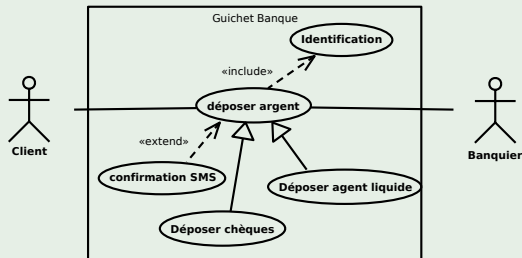 Guichet Banque
Identification
«include»
déposer argent
Client
Banquier
«extend»
confirmation SMS
Déposer agent liquide
Déposer chèques